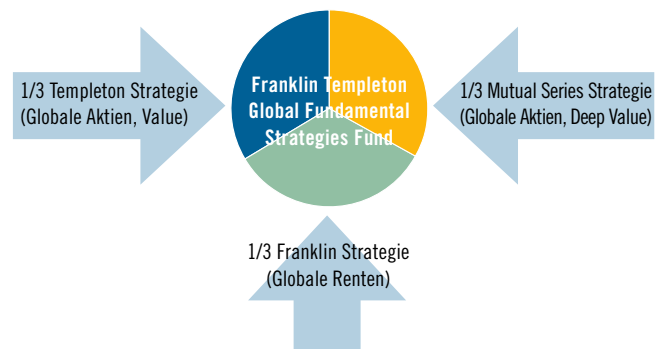 1/3 Templeton Strategie
(Globale Aktien, Value)
Franklin Templeton
Global Fundamental
Strategies Fund
1/3 Mutual Series Strategie
(Globale Aktien, Deep Value)
1/3 Franklin Strategie
(Globale Renten)